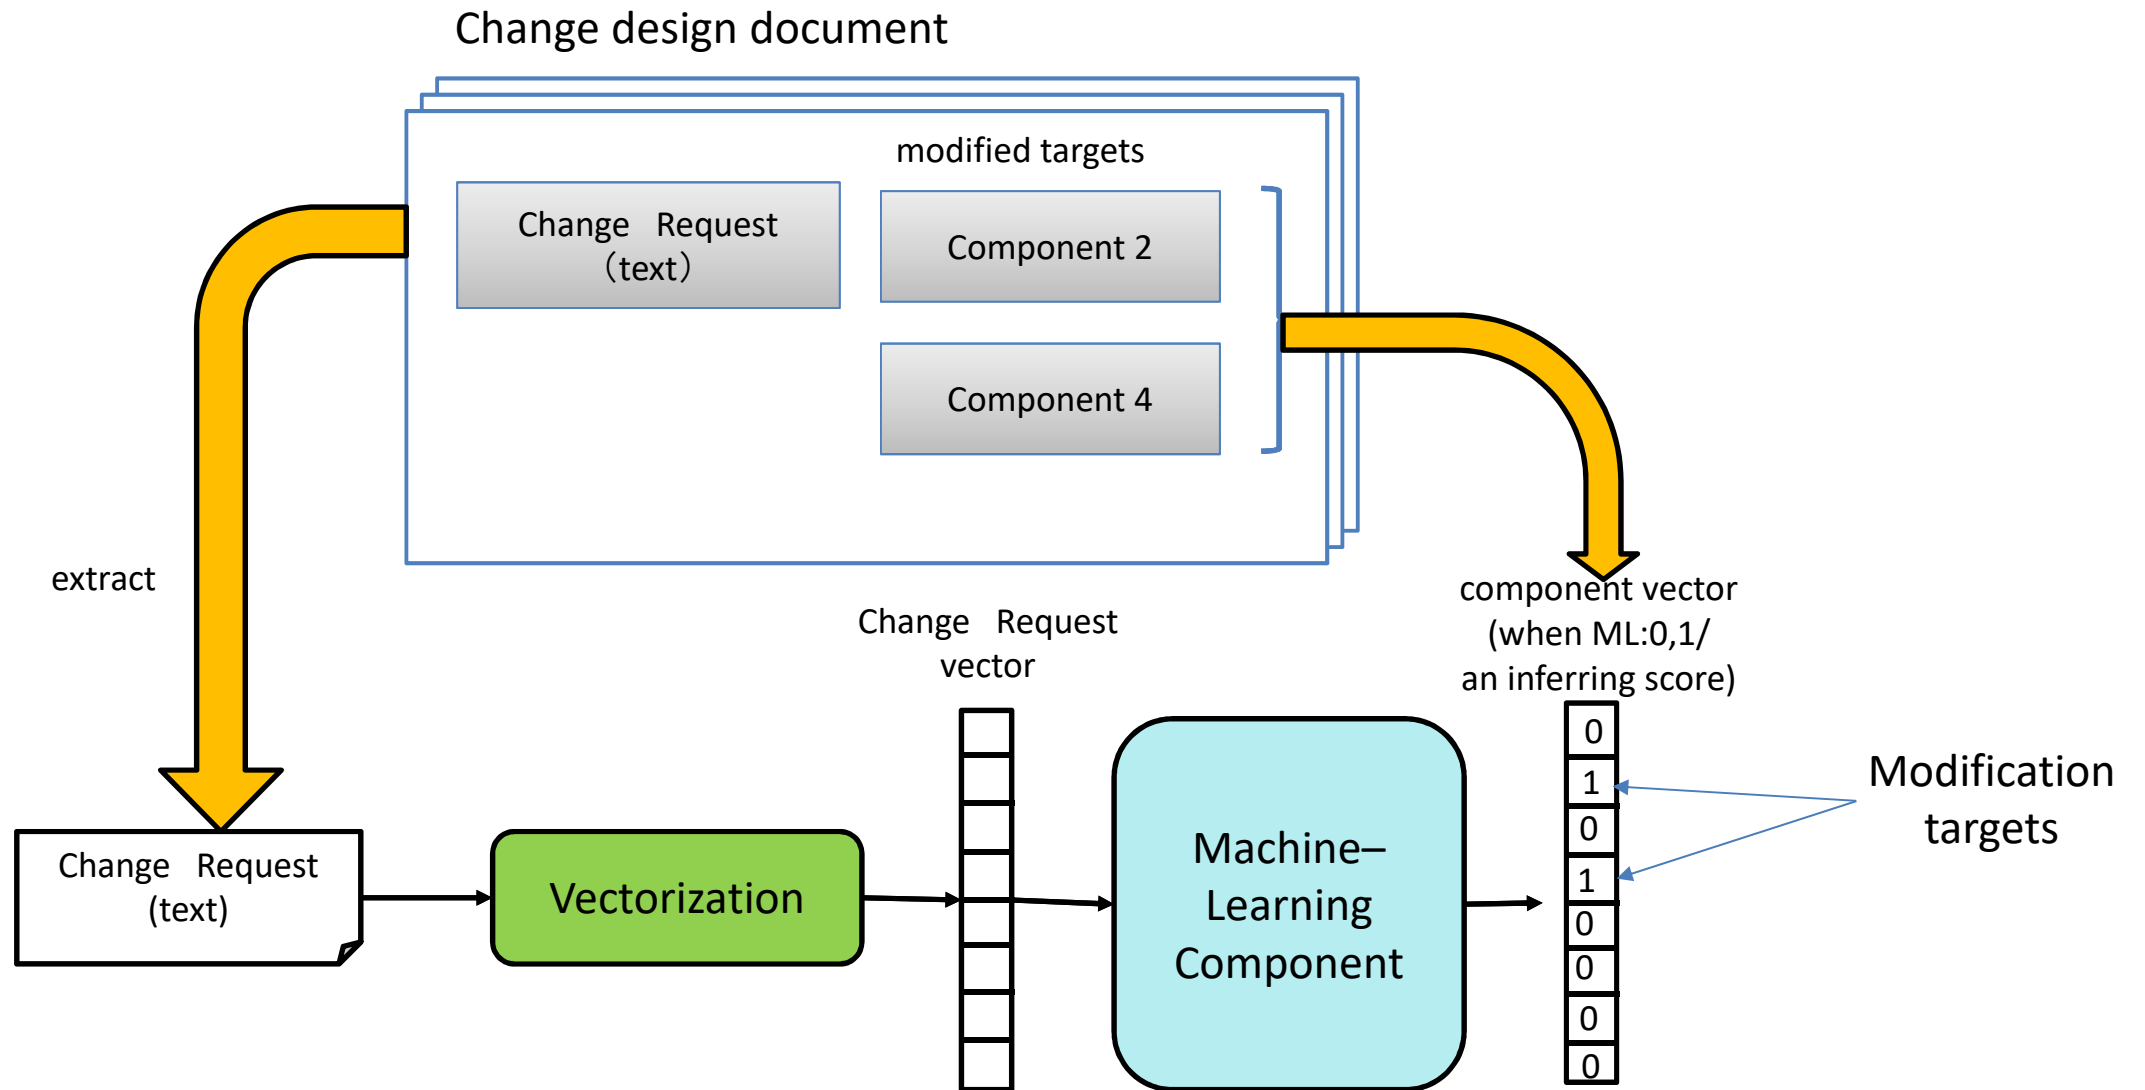 Change design document
modified targets
Change Request
（text）
Component 2
Component 4
extract
Change Request
vector
component vector
(when ML:0,1/
an inferring score)
Change Request
(text)
Vectorization
Machine–
Learning
Component
0
1
0
1
0
0
0
0
Modification
targets